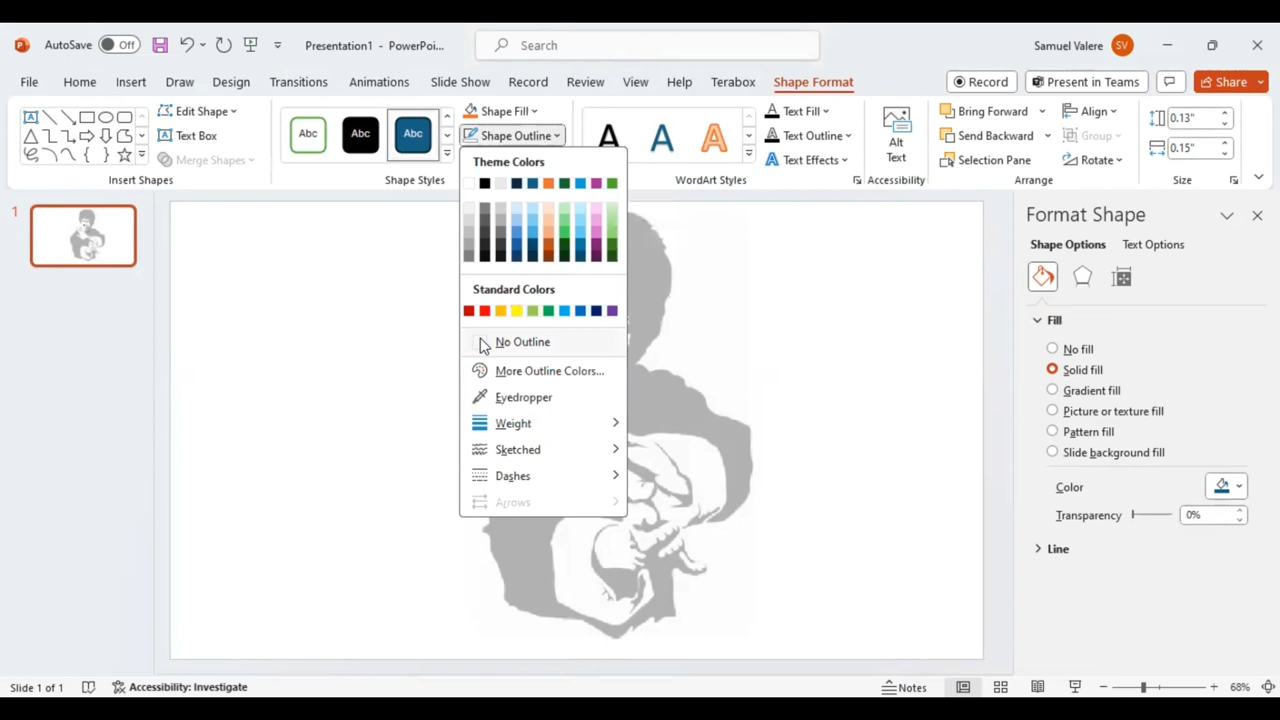 AutoSave Off Presentation1 - PowerPoi... Search Samuel Valere SV
File Home Insert Draw Design Transitions Animations Slide Show Record Review View Help Terabox Shape Format Record Present in Teams Share
Edit Shape
Text Box
Merge Shapes
Insert Shapes
Abc Abc Abc
Shape Fill
Shape Outline
Shape Styles
A A A
Text Fill
Text Outline
Text Effects
WordArt Styles
Alt
Text
Accessibility
Bring Forward
Send Backward
Selection Pane
Align
Group
Rotate
Arrange
0.13"
0.15"
Size
Theme Colors
Standard Colors
No Outline
More Outline Colors...
Eyedropper
Weight
Sketched
Dashes
Arrows
1
Format Shape
Shape Options Text Options
Fill
No fill
Solid fill
Gradient fill
Picture or texture fill
Pattern fill
Slide background fill
Color
Transparency 0%
Line
Slide 1 of 1 Accessibility: Investigate Notes 68%